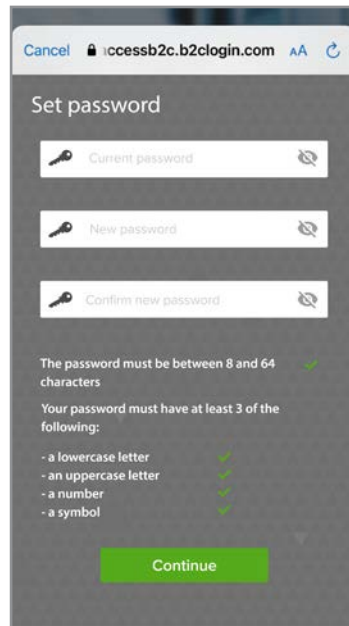 Cancel ccessb2c.b2clogin.com AA
Set password
Current password
New password
Confirm new password
The password must be between 8 and 64
characters
Your password must have at least 3 of the
following:
- a lowercase letter
- an uppercase letter
- a number
- a symbol
Continue